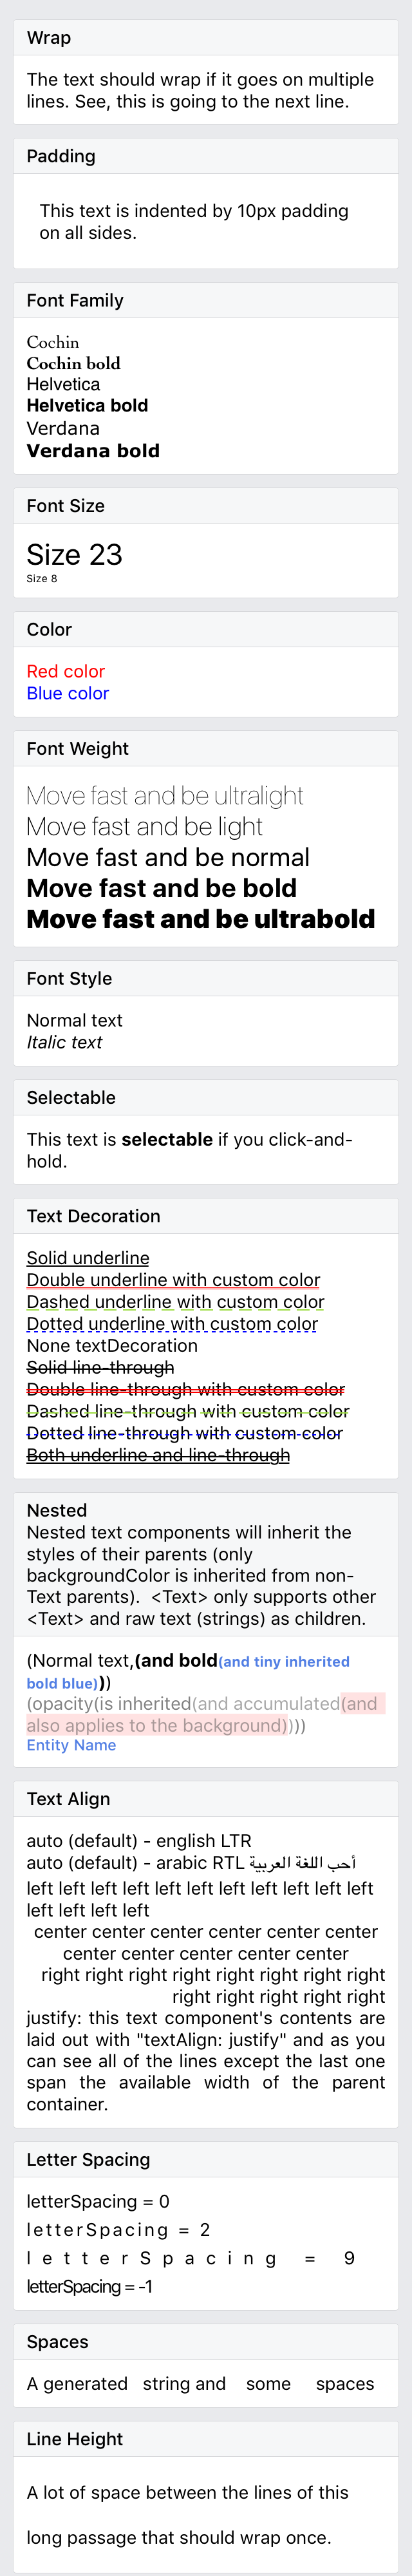 Wrap
The text should wrap if it goes on multiple
lines. See, this is going to the next line.
Padding
This text is indented by 10px padding
on all sides.
Font Family
Cochin
Cochin bold
Helvetica
Helvetica bold
Verdana
Verdana bold
Font Size
Size 23
Size 8
Color
Red color
Blue color
Font Weight
Move fast and be ultralight
Move fast and be light
Move fast and be normal
Move fast and be bold
Move fast and be ultrabold
Font Style
Normal text
Italic text
Selectable
This text is selectable if you click-and-
hold.
Text Decoration
Solid underline
Double underline with custom color
Dashed underline with custom color
Dotted underline with custom color
None textDecoration
Solid line-through
Double line-through with custom color
Dashed line-through with custom color
Dotted line-through with custom color
Both underline and line-through
Nested
Nested text components will inherit the
styles of their parents (only
backgroundColor is inherited from non-
Text parents).  <Text> only supports other
<Text> and raw text (strings) as children.
(Normal text,(and bold(and tiny inherited
bold blue)))
(opacity(is inherited(and accumulated(and
also applies to the background))))
Entity Name
Text Align
auto (default) - english LTR
auto (default) - arabic RTL أحب اللغة العربية
left left left left left left left left left left left
left left left left
center center center center center center
center center center center center
right right right right right right right right
right right right right right
justify: this text component's contents are
laid out with "textAlign: justify" and as you
can see all of the lines except the last one
span the available width of the parent
container.
Letter Spacing
letterSpacing = 0
letterSpacing = 2
letterSpacing = 9
letterSpacing = -1
Spaces
A generated   string and    some     spaces
Line Height
A lot of space between the lines of this
long passage that should wrap once.